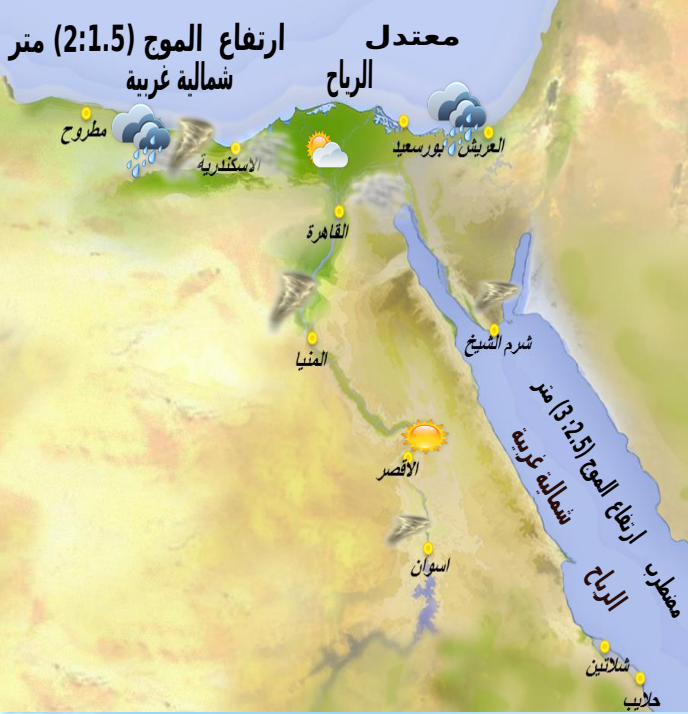 معتدل
ارتفاع الموج (2:1.5) متر
الرياح
شمالية غربية
مطروح
الاسكندرية
بورسعيد
العريش
القاهرة
المنيا
شرم الشيخ
الاقصر
اسوان
مضطرب
ارتفاع الموج (3:2.5) متر
الرياح
شمالية غربية
شلاتين
حلايب